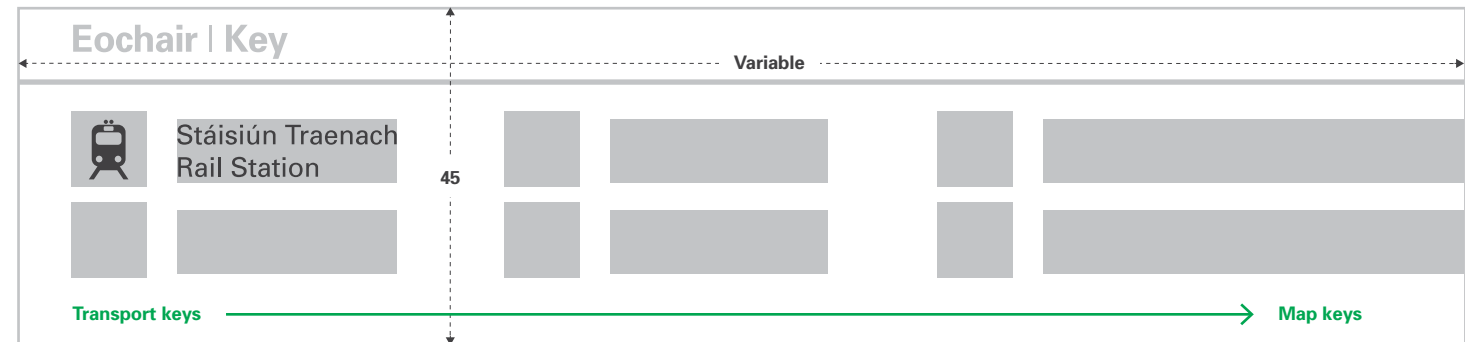 Eochair | Key
Variable
Stáisiún Traenach
Rail Station
45
Transport keys
Map keys